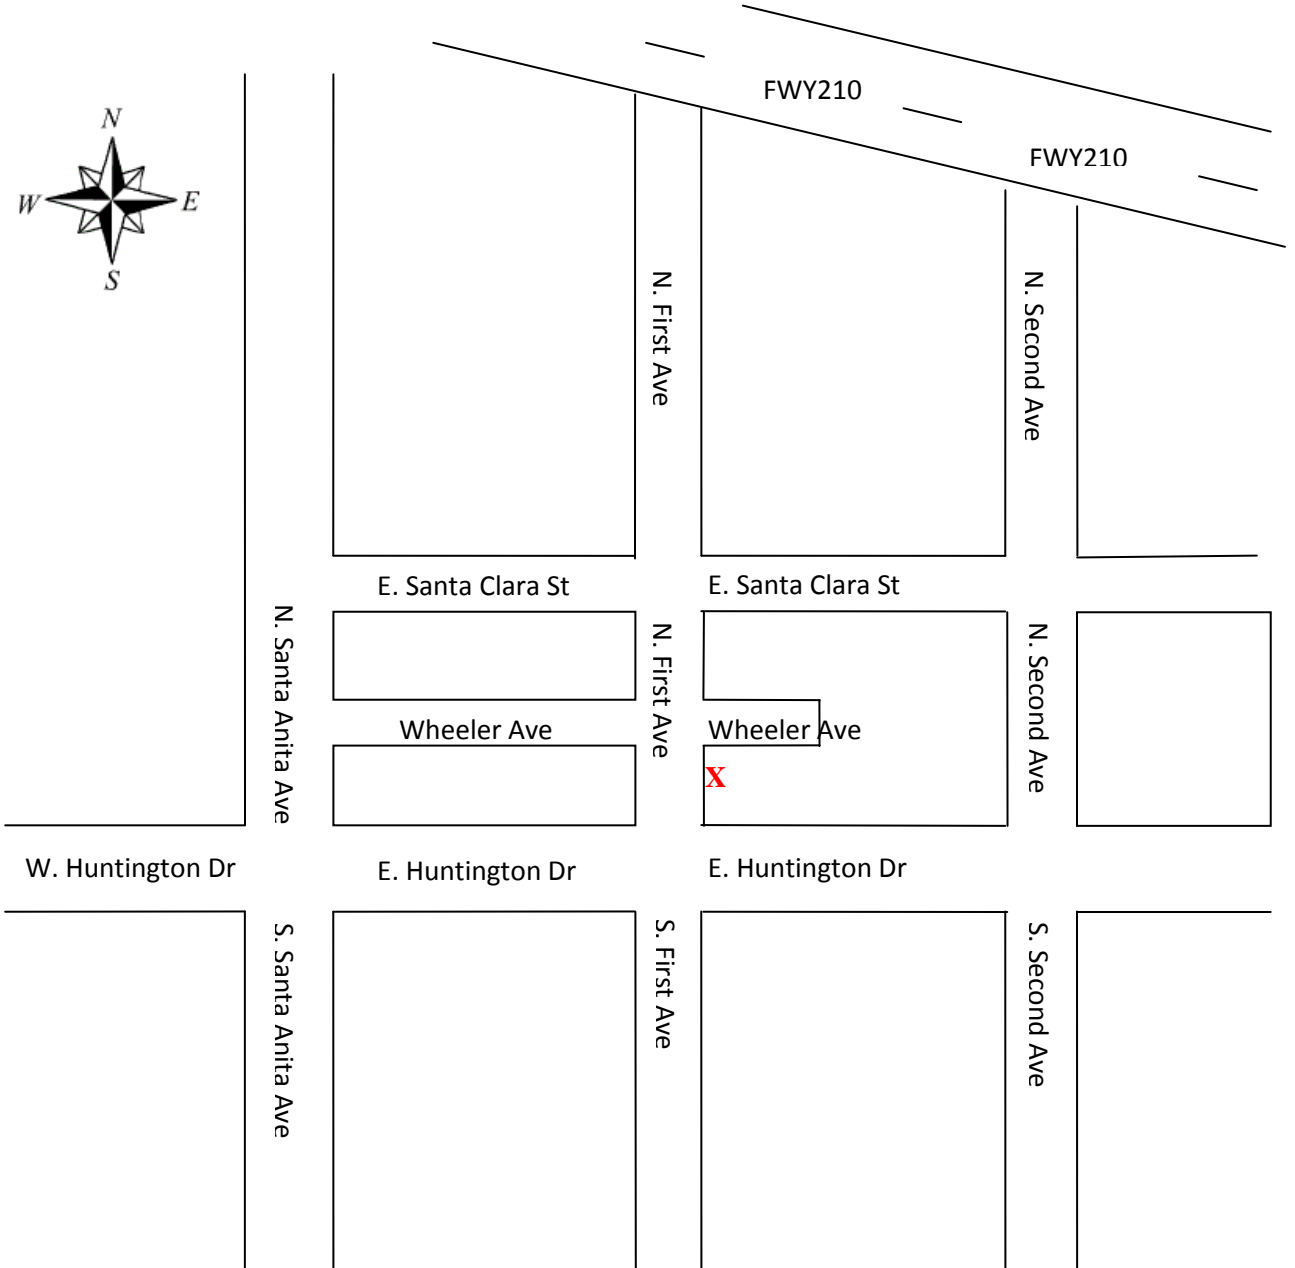 FWY210
N
FWY210
W
E
S
N. First Ave
N. Second Ave
E. Santa Clara St
E. Santa Clara St
N. Santa Anita Ave
N. First Ave
N. Second Ave
Wheeler Ave
Wheeler Ave
X
W. Huntington Dr
E. Huntington Dr
E. Huntington Dr
S. Santa Anita Ave
S. First Ave
S. Second Ave